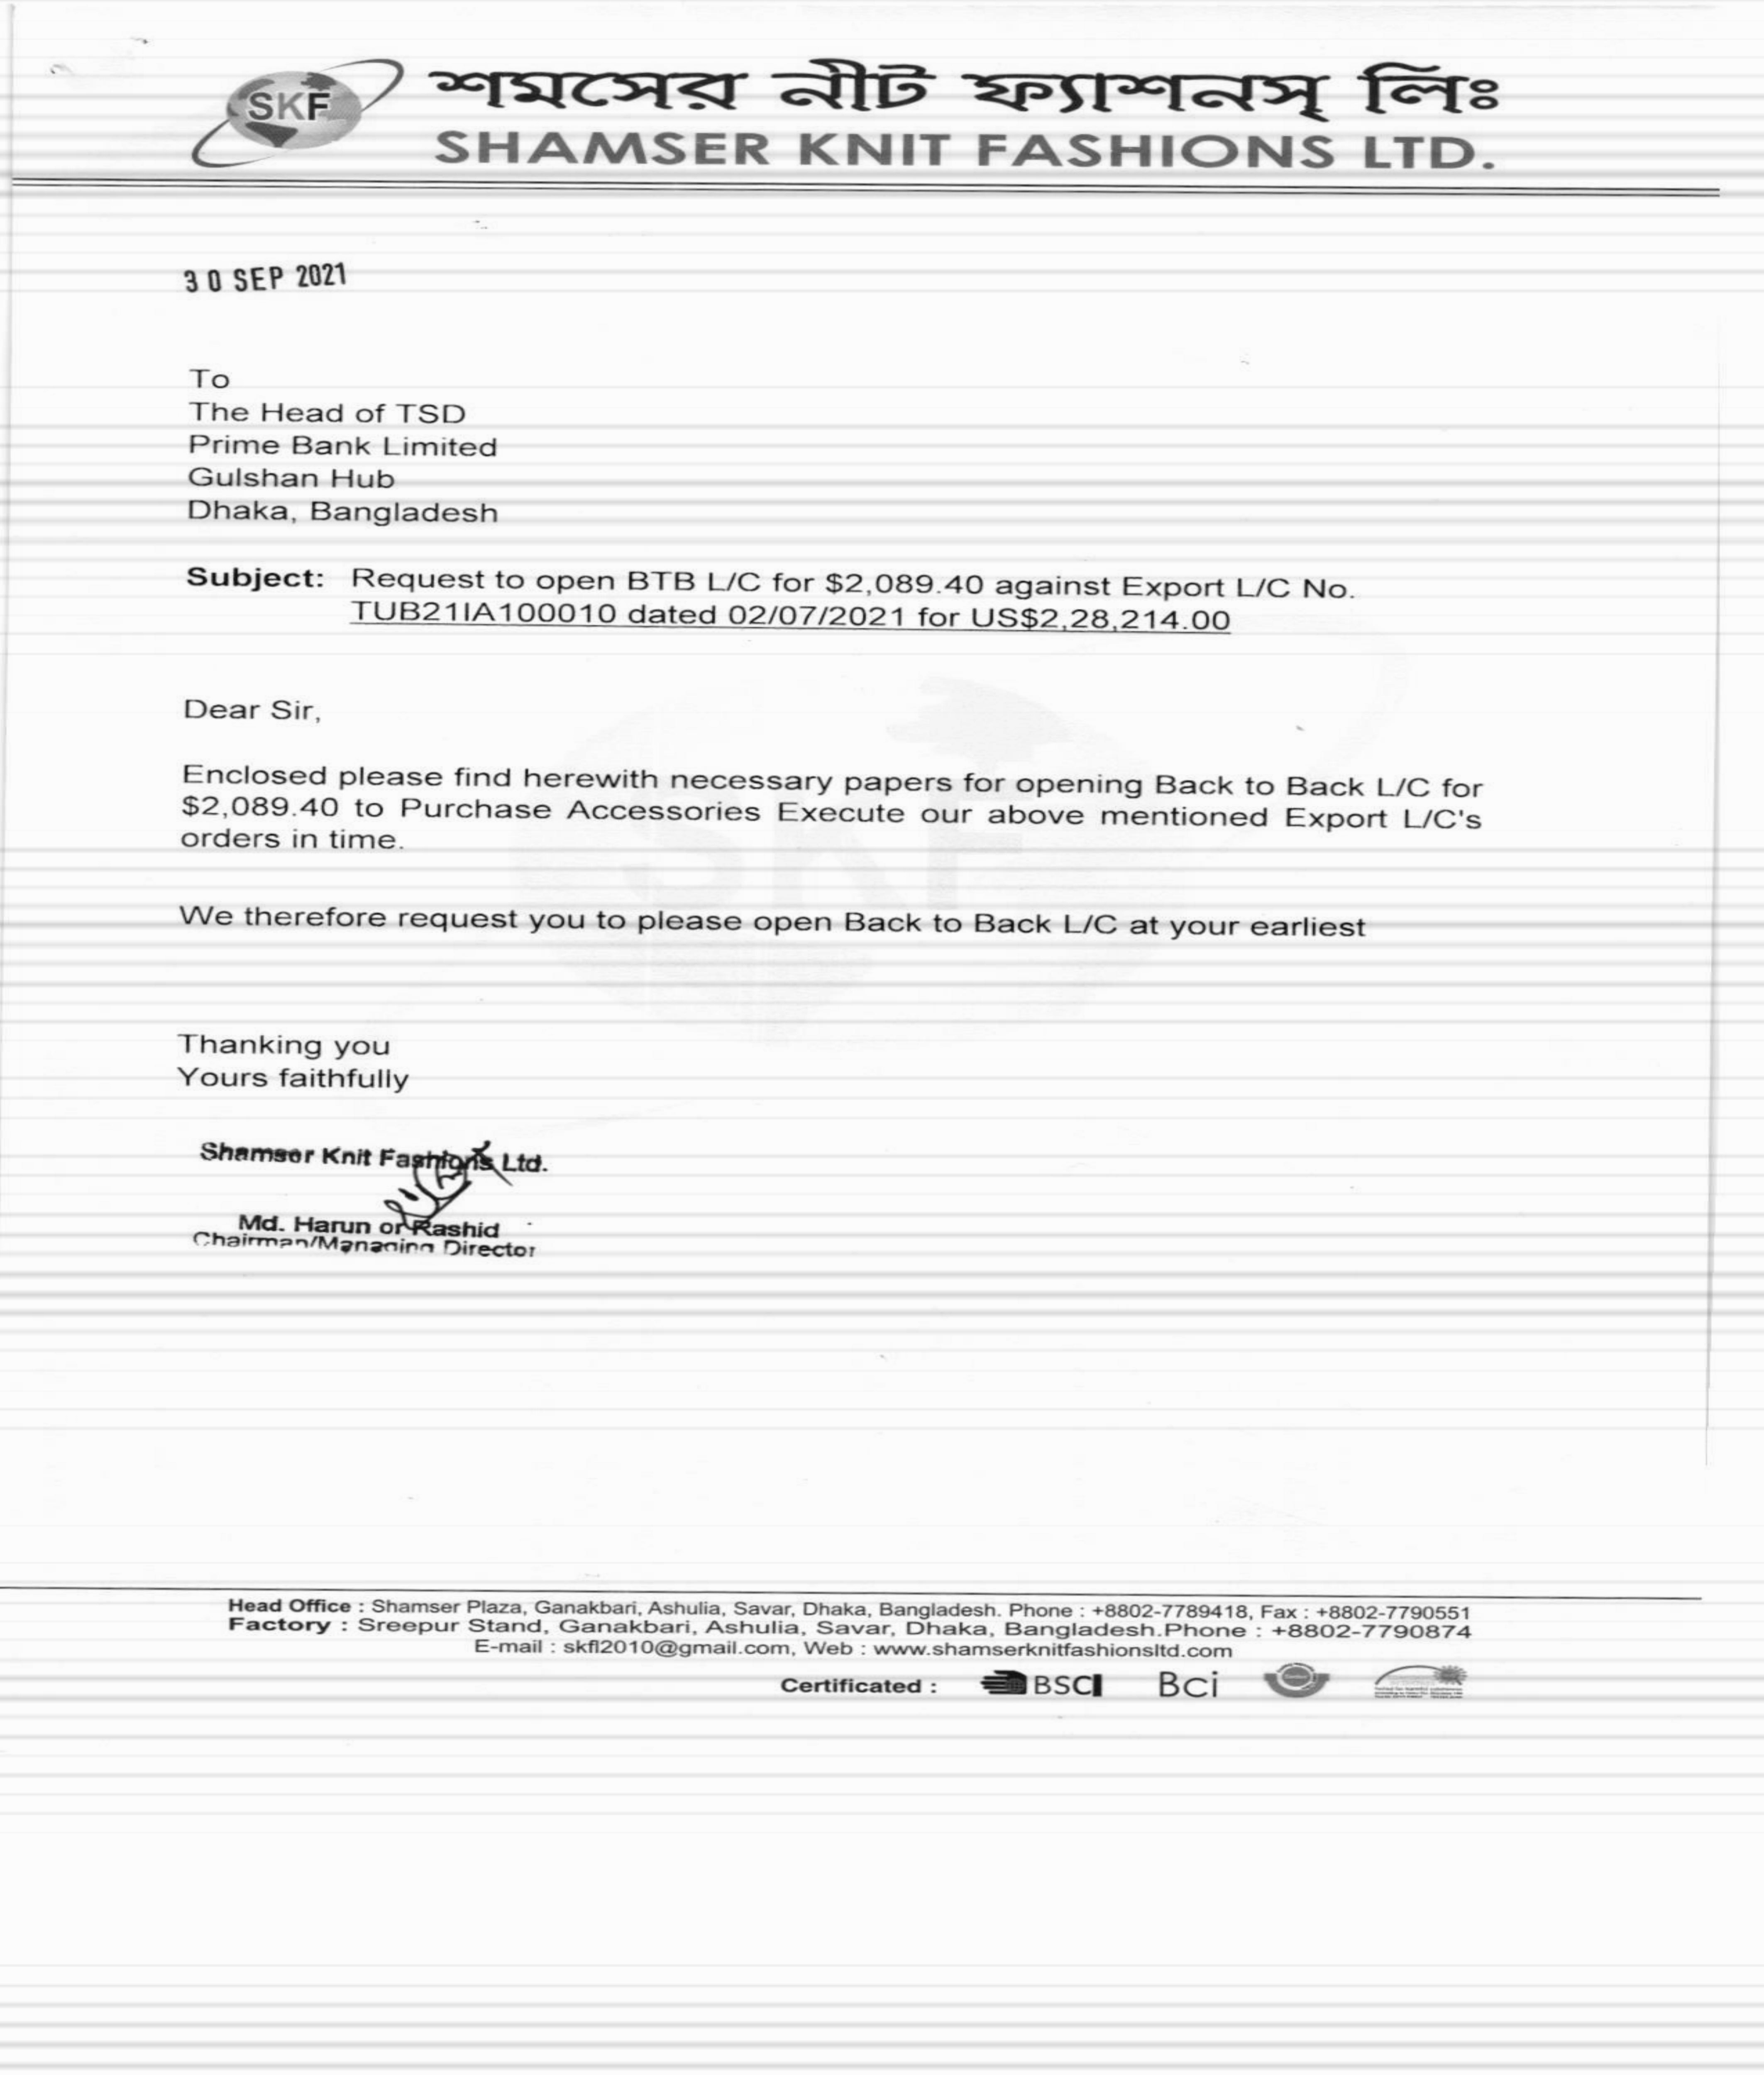 SKF
শমসের নীট ফ্যাশনস্ লিঃ
SHAMSER KNIT FASHIONS LTD.
30 SEP 2021
To
The Head of TSD
Prime Bank Limited
Gulshan Hub
Dhaka, Bangladesh
Subject: Request to open BTB L/C for $2,089.40 against Export L/C No.
TUB21IA100010 dated 02/07/2021 for US$2,28,214.00
Dear Sir,
Enclosed please find herewith necessary papers for opening Back to Back L/C for
$2,089.40 to Purchase Accessories Execute our above mentioned Export L/C's
orders in time.
SKF
We therefore request you to please open Back to Back L/C at your earliest
Thanking you
Yours faithfully
Shamser Knit Fashions Ltd.
Md. Harun or Rashid
Chairman/Managing Director
Head Office : Shamser Plaza, Ganakbari, Ashulia, Savar, Dhaka, Bangladesh. Phone : +8802-7789418, Fax : +8802-7790551
Factory : Sreepur Stand, Ganakbari, Ashulia, Savar, Dhaka, Bangladesh.Phone : +8802-7790874
E-mail : skfl2010@gmail.com, Web : www.shamserknitfashionsltd.com
Certificated : BSCI Bci